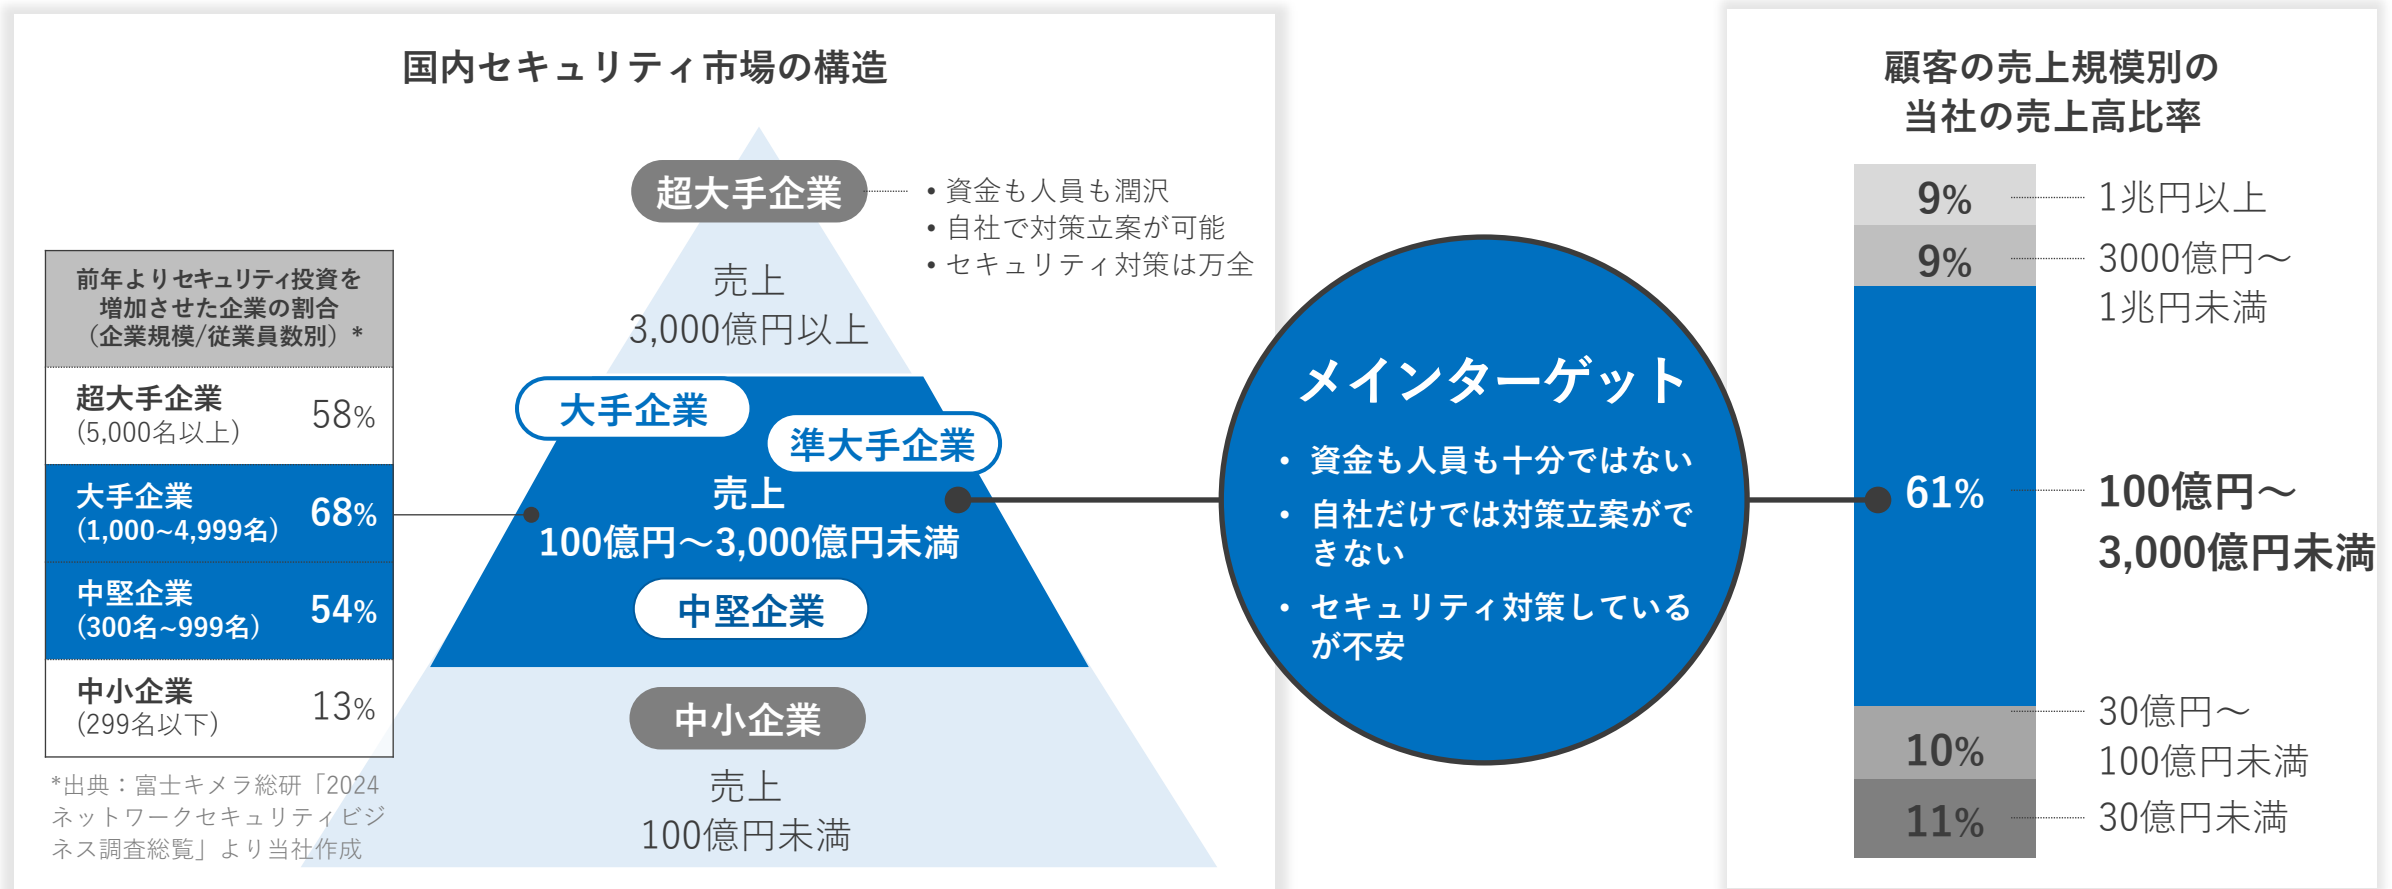 国内セキュリティ市場の構造
超大手企業
• 資金も人員も潤沢
• 自社で対策立案が可能
• セキュリティ対策は万全
売上
3,000億円以上
前年よりセキュリティ投資を
増加させた企業の割合
（企業規模/従業員数別）*
超大手企業
(5,000名以上)
58%
大手企業
(1,000~4,999名)
68%
中堅企業
(300名~999名)
54%
中小企業
(299名以下)
13%
*出典：富士キメラ総研「2024
ネットワークセキュリティビジ
ネス調査総覧」より当社作成
大手企業
準大手企業
売上
100億円～3,000億円未満
中堅企業
中小企業
売上
100億円未満
メインターゲット
• 資金も人員も十分ではない
• 自社だけでは対策立案がで
きない
• セキュリティ対策している
が不安
顧客の売上規模別の
当社の売上高比率
9%
1兆円以上
9%
3000億円～
1兆円未満
61%
100億円～
3,000億円未満
10%
30億円～
100億円未満
11%
30億円未満